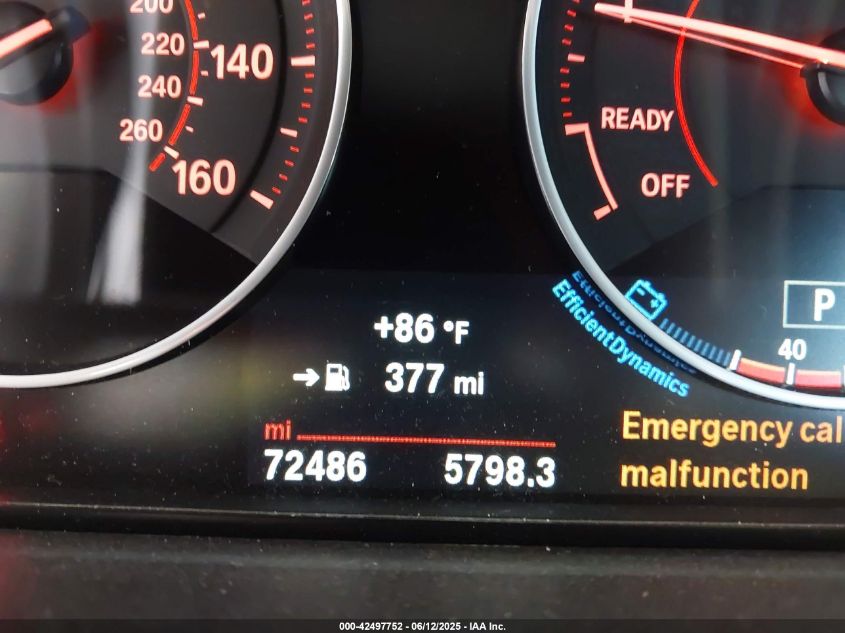 200
220
240
260
140
160
READY
OFF
+86 °F
377 mi
mi
72486 5798.3
EfficientDynamics
EfficientDynamics
P
40
Emergency cal
malfunction
000-42497752 - 06/12/2025 - IAA Inc.